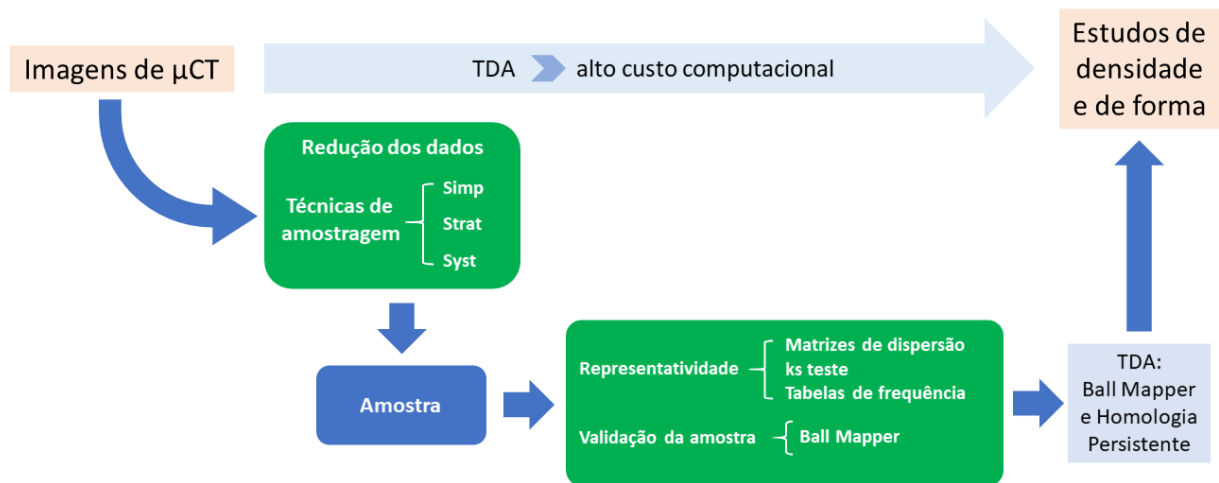 Imagens de µCT
TDA alto custo computacional
Estudos de
densidade
e de forma
Redução dos dados
Técnicas de
amostragem
Simp
Strat
Syst
Amostra
Representatividade
Matrizes de dispersão
ks teste
Tabelas de frequência
Validação da amostra
Ball Mapper
TDA:
Ball Mapper
e Homologia
Persistente